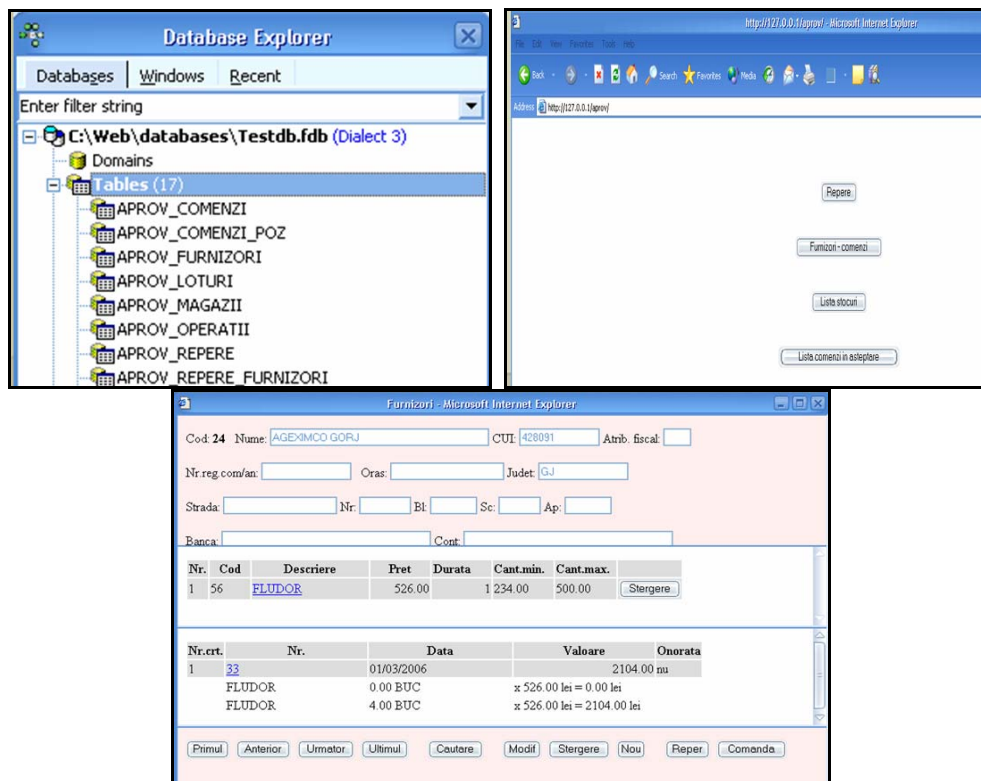 Database Explorer
Databases Windows Recent
Enter filter string
C:\Web\databases\Testdb.fdb (Dialect 3)
Domains
Tables (17)
APROV_COMENZI
APROV_COMENZI_POZ
APROV_FURNIZORI
APROV_LOTURI
APROV_MAGAZII
APROV_OPERATII
APROV_REPERE
APROV_REPERE_FURNIZORI
http://127.0.0.1/aprov/ - Microsoft Internet Explorer
File Edit View Favorites Tools Help
Back Search Favorites Media
Address http://127.0.0.1/aprov/
Repere
Furnizori - comenzi
Lista stocuri
Lista comenzi in asteptare
Furnizori - Microsoft Internet Explorer
Cod: 24 Nume: AGEXIMCO GORJ CUI: 428091 Atrib. fiscal:
Nr.reg.com/an: Oras: Judet: GJ
Strada: Nr: Bl: Sc: Ap:
Banca: Cont:
Nr. Cod Descriere Pret Durata Cant.min. Cant.max.
1 56 FLUDOR 526.00 1 234.00 500.00 Stergere
Nr.crt. Nr. Data Valoare Onorata
1 33 01/03/2006 2104.00 nu
FLUDOR 0.00 BUC x 526.00 lei = 0.00 lei
FLUDOR 4.00 BUC x 526.00 lei = 2104.00 lei
Primul Anterior Urmator Ultimul Cautare Modif Stergere Nou Reper Comanda